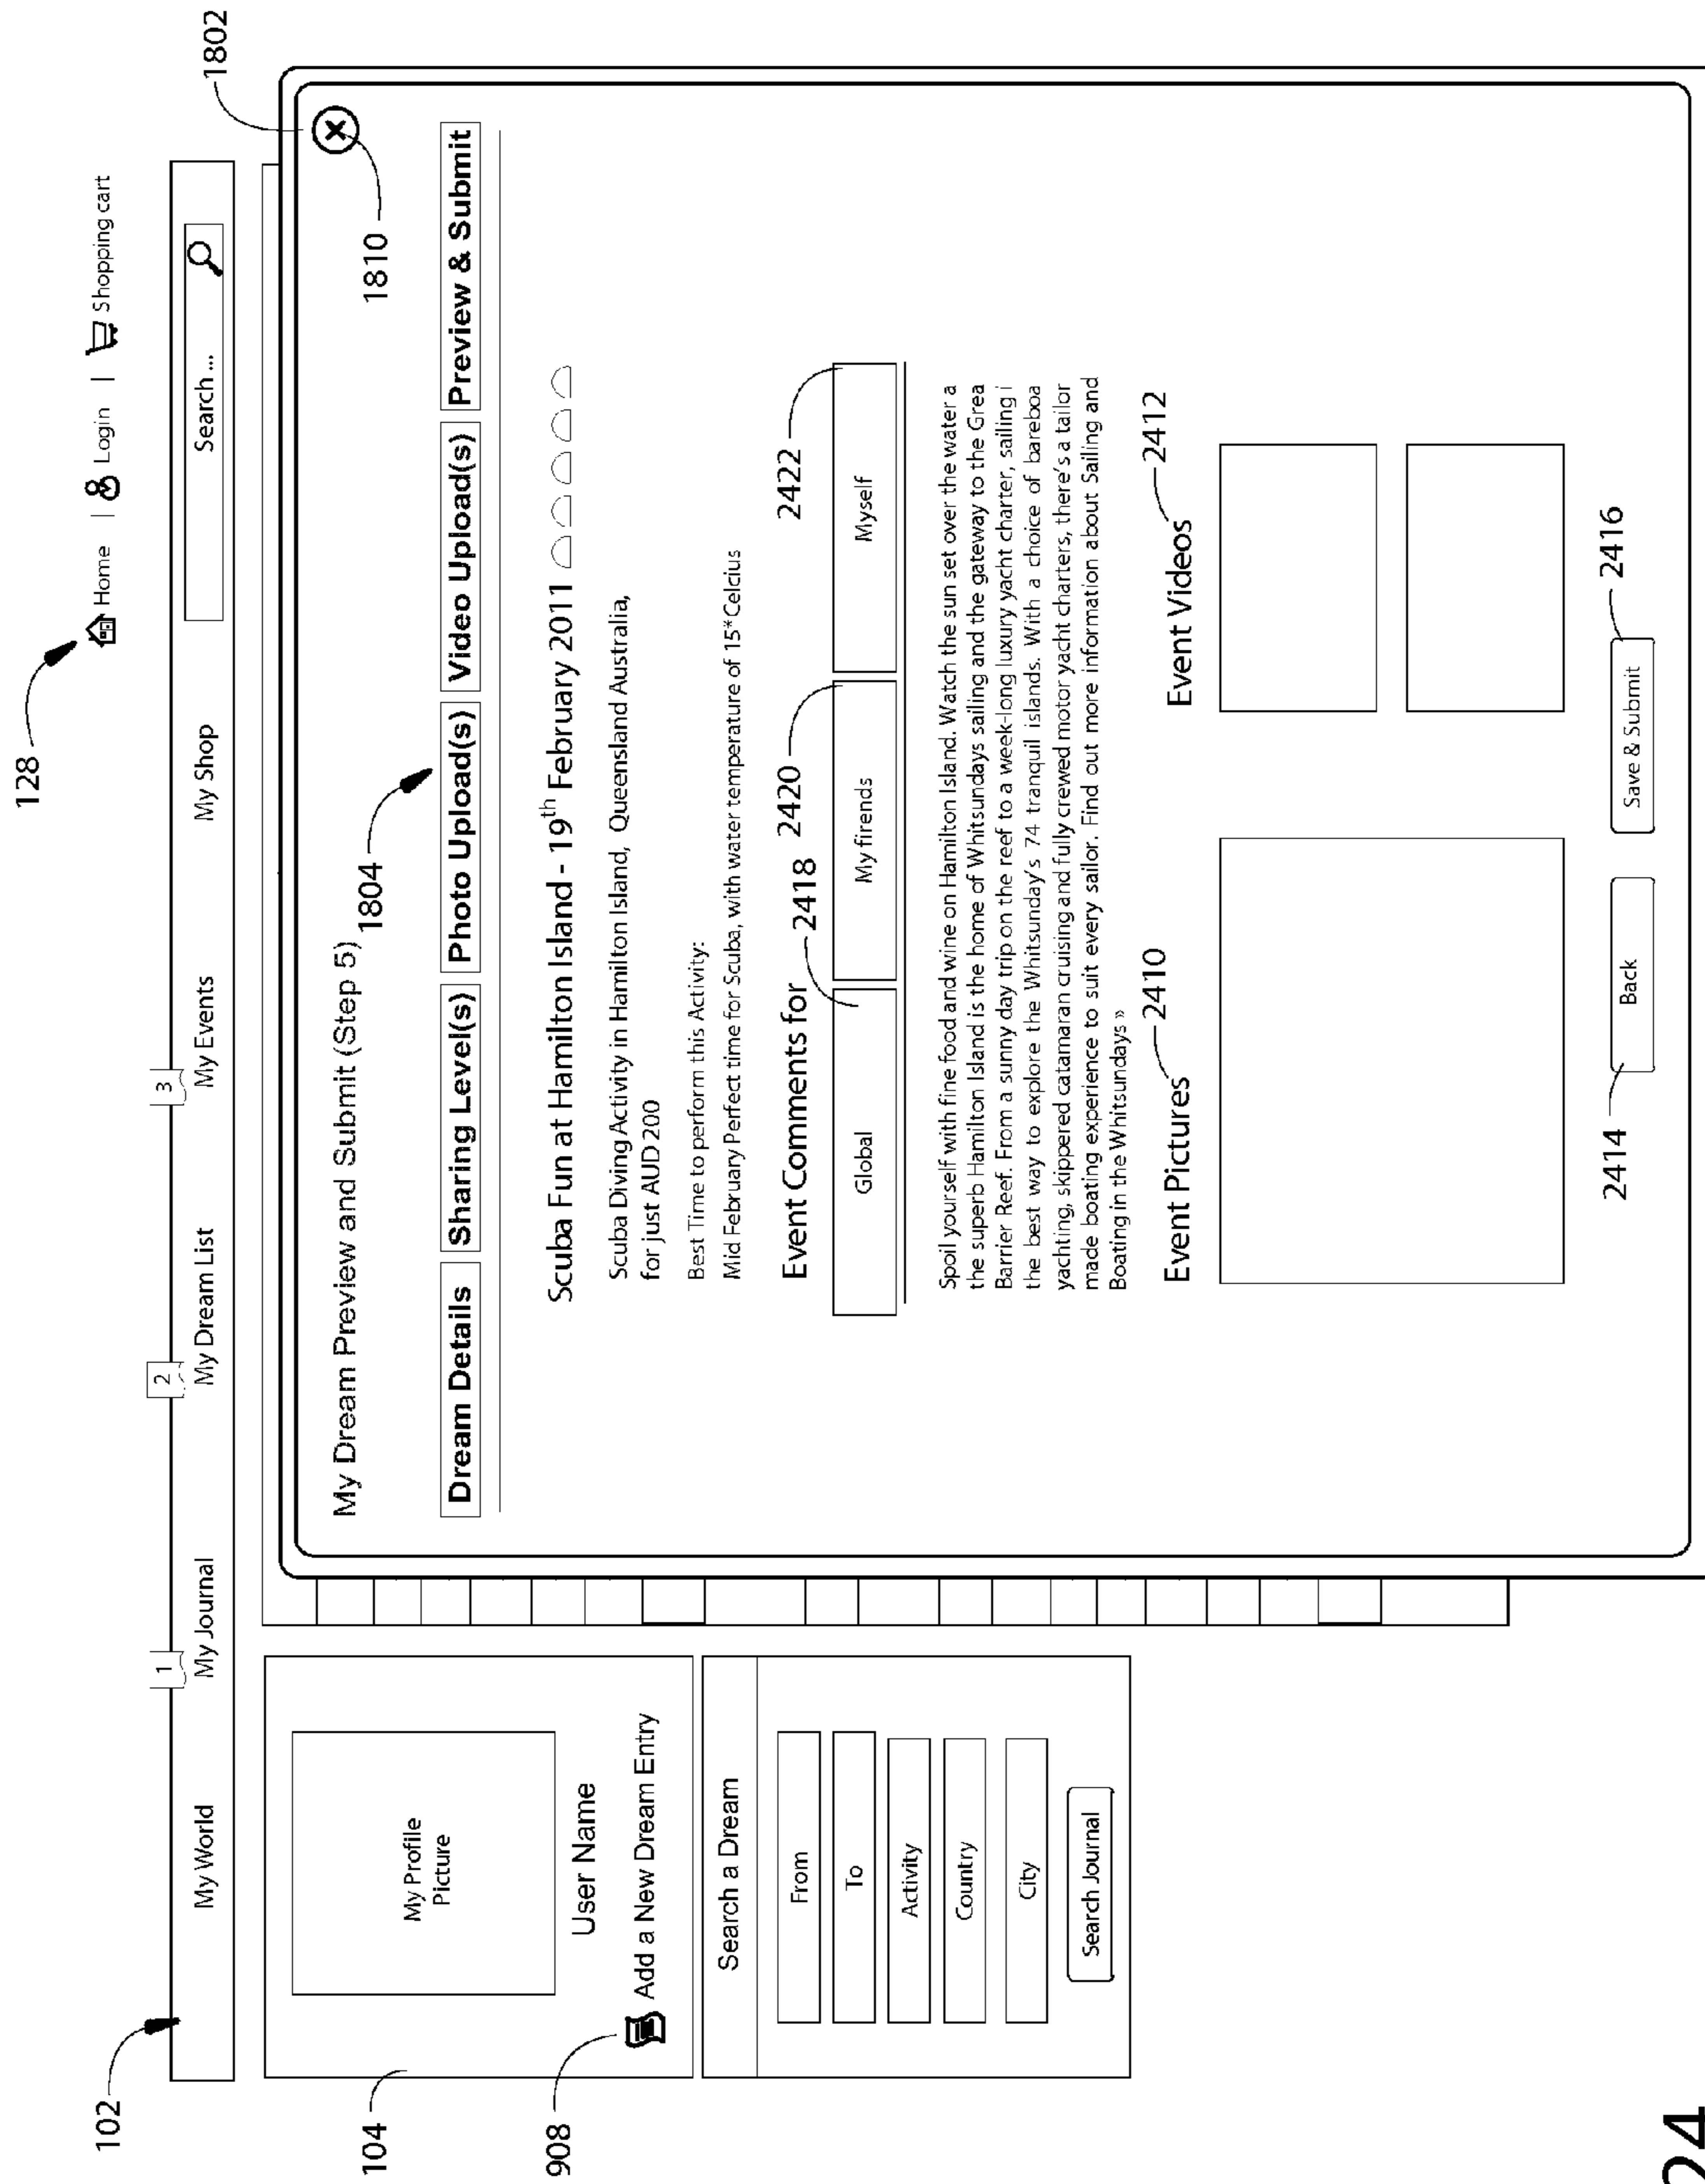 128
Home | Login | Shopping cart
102
1 2 3
My World My Journal My Dream List My Events My Shop Search ...
1802
104
My Profile
Picture
User Name
908
Add a New Dream Entry
Search a Dream
From
To
Activity
Country
City
Search Journal
My Dream Preview and Submit (Step 5)
1810
1804
Dream Details Sharing Level(s) Photo Upload(s) Video Upload(s) Preview & Submit
Scuba Fun at Hamilton Island - 19th February 2011
Scuba Diving Activity in Hamilton Island, Queensland Australia,
for just AUD 200
Best Time to perform this Activity:
Mid February Perfect time for Scuba, with water temperature of 15*Celcius
Event Comments for 2418 2420 2422
Global My firends Myself
Spoil yourself with fine food and wine on Hamilton Island. Watch the sun set over the water a
the superb Hamilton Island is the home of Whitsundays sailing and the gateway to the Grea
Barrier Reef. From a sunny day trip on the reef to a week-long luxury yacht charter, sailing i
the best way to explore the Whitsunday's 74 tranquil islands. With a choice of bareboa
yachting, skippered catamaran cruising and fully crewed motor yacht charters, there's a tailor
made boating experience to suit every sailor. Find out more information about Sailing and
Boating in the Whitsundays »
Event Pictures 2410 Event Videos 2412
2414 Back Save & Submit 2416
24